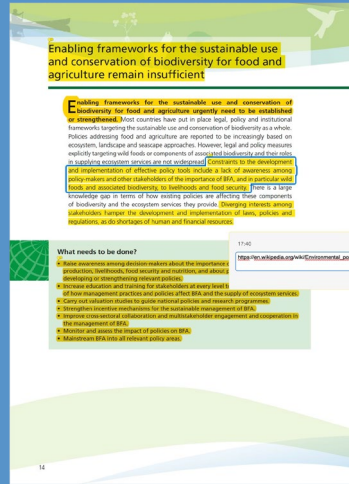 Enabling frameworks for the sustainable use
and conservation of biodiversity for food and
agriculture remain insufficient
Enabling frameworks for the sustainable use and conservation of
biodiversity for food and agriculture urgently need to be established
or strengthened. Most countries have put in place legal, policy and institutional
frameworks targeting the sustainable use and conservation of biodiversity as a whole.
Policies addressing food and agriculture are reported to be increasingly based on
ecosystem, landscape and seascape approaches. However, legal and policy measures
explicitly targeting wild foods or components of associated biodiversity and their roles
in supplying ecosystem services are not widespread. Constraints to the development
and implementation of effective policy tools include a lack of awareness among
policy-makers and other stakeholders of the importance of BFA, and in particular wild
foods and associated biodiversity, to livelihoods and food security. There is a large
knowledge gap in terms of how existing policies are affecting these components
of biodiversity and the ecosystem services they provide. Diverging interests among
stakeholders hamper the development and implementation of laws, policies and
regulations, as do shortages of human and financial resources.
17:40
https://en.wikipedia.org/wiki/Environmental_po
What needs to be done?
• Raise awareness among decision-makers about the importance
production, livelihoods, food security and nutrition, and about
developing or strengthening relevant policies.
• Increase education and training for stakeholders at every level
of how management practices and policies affect BFA and the supply of ecosystem services.
• Carry out valuation studies to guide national policies and research programmes.
• Strengthen incentive mechanisms for the sustainable management of BFA.
• Improve cross-sectoral collaboration and multistakeholder engagement and cooperation in
the management of BFA.
• Monitor and assess the impact of policies on BFA.
• Mainstream BFA into all relevant policy areas.
14